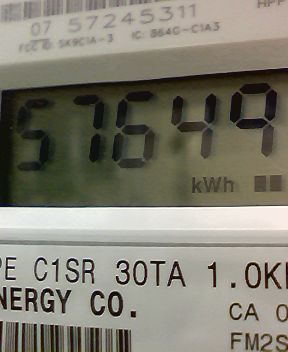 07 57245311
FCC ID: SK9C1A-3 IC: 864G-C1A3
57649
kWh
PE C1SR 30TA 1.0K
NERGY CO.
CA 0
FM2S